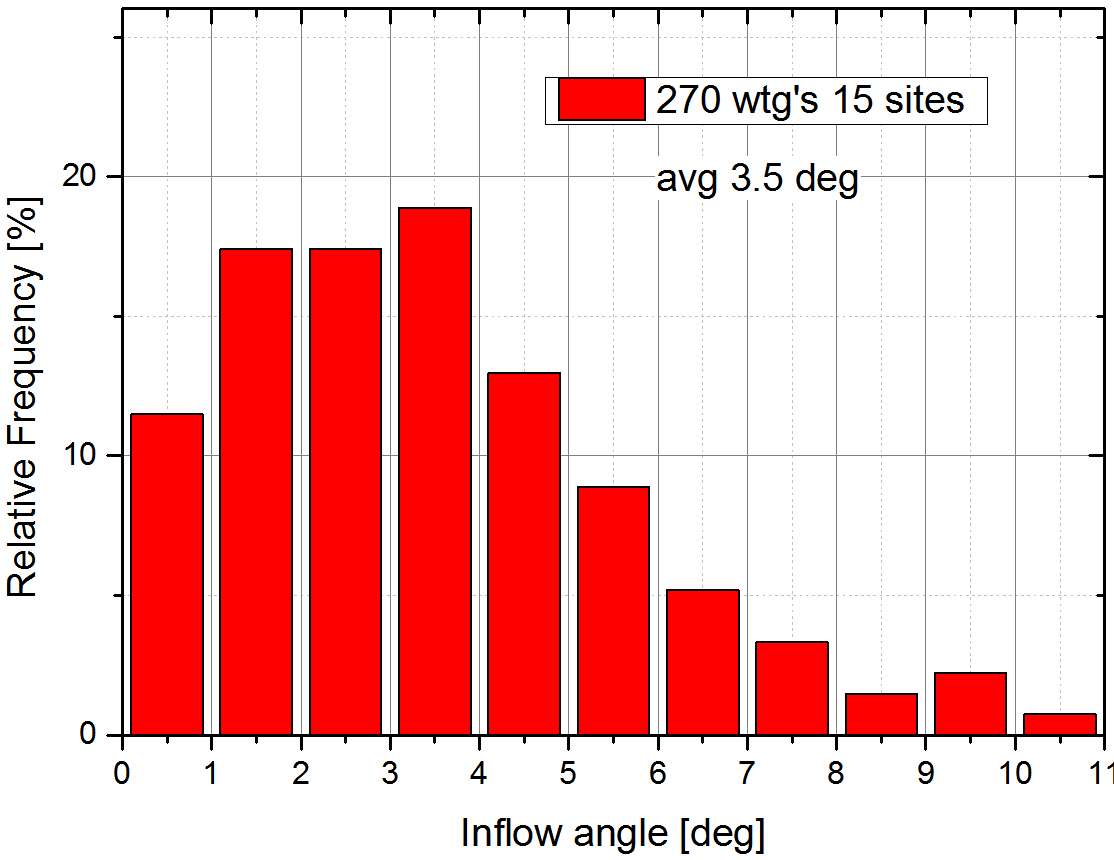 270 wtg's 15 sites
avg 3.5 deg
20
10
0
Relative Frequency [%]
0 1 2 3 4 5 6 7 8 9 10 11
Inflow angle [deg]